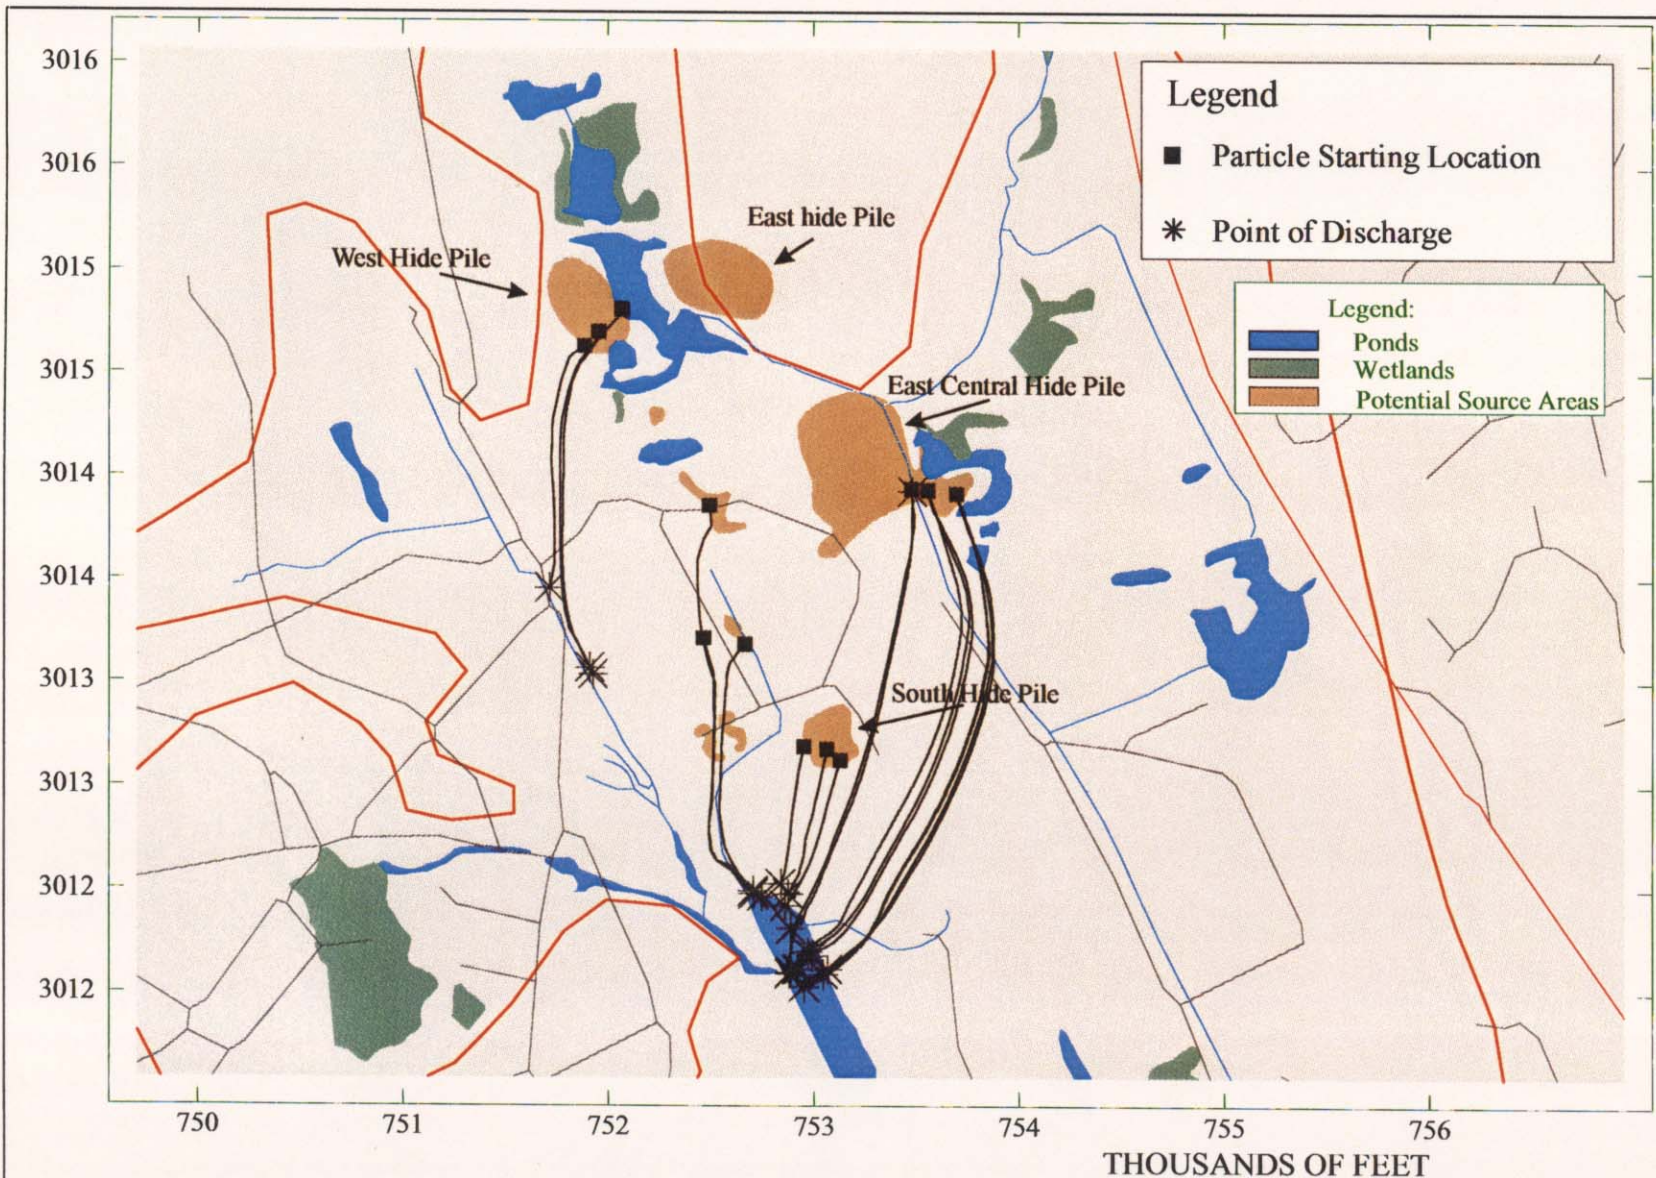 3016
3016
3015
3015
3014
3014
3013
3013
3012
3012
Legend
Particle Starting Location
Point of Discharge
Legend:
Ponds
Wetlands
Potential Source Areas
East hide Pile
West Hide Pile
East Central Hide Pile
South Hide Pile
750 751 752 753 754 755 756
THOUSANDS OF FEET